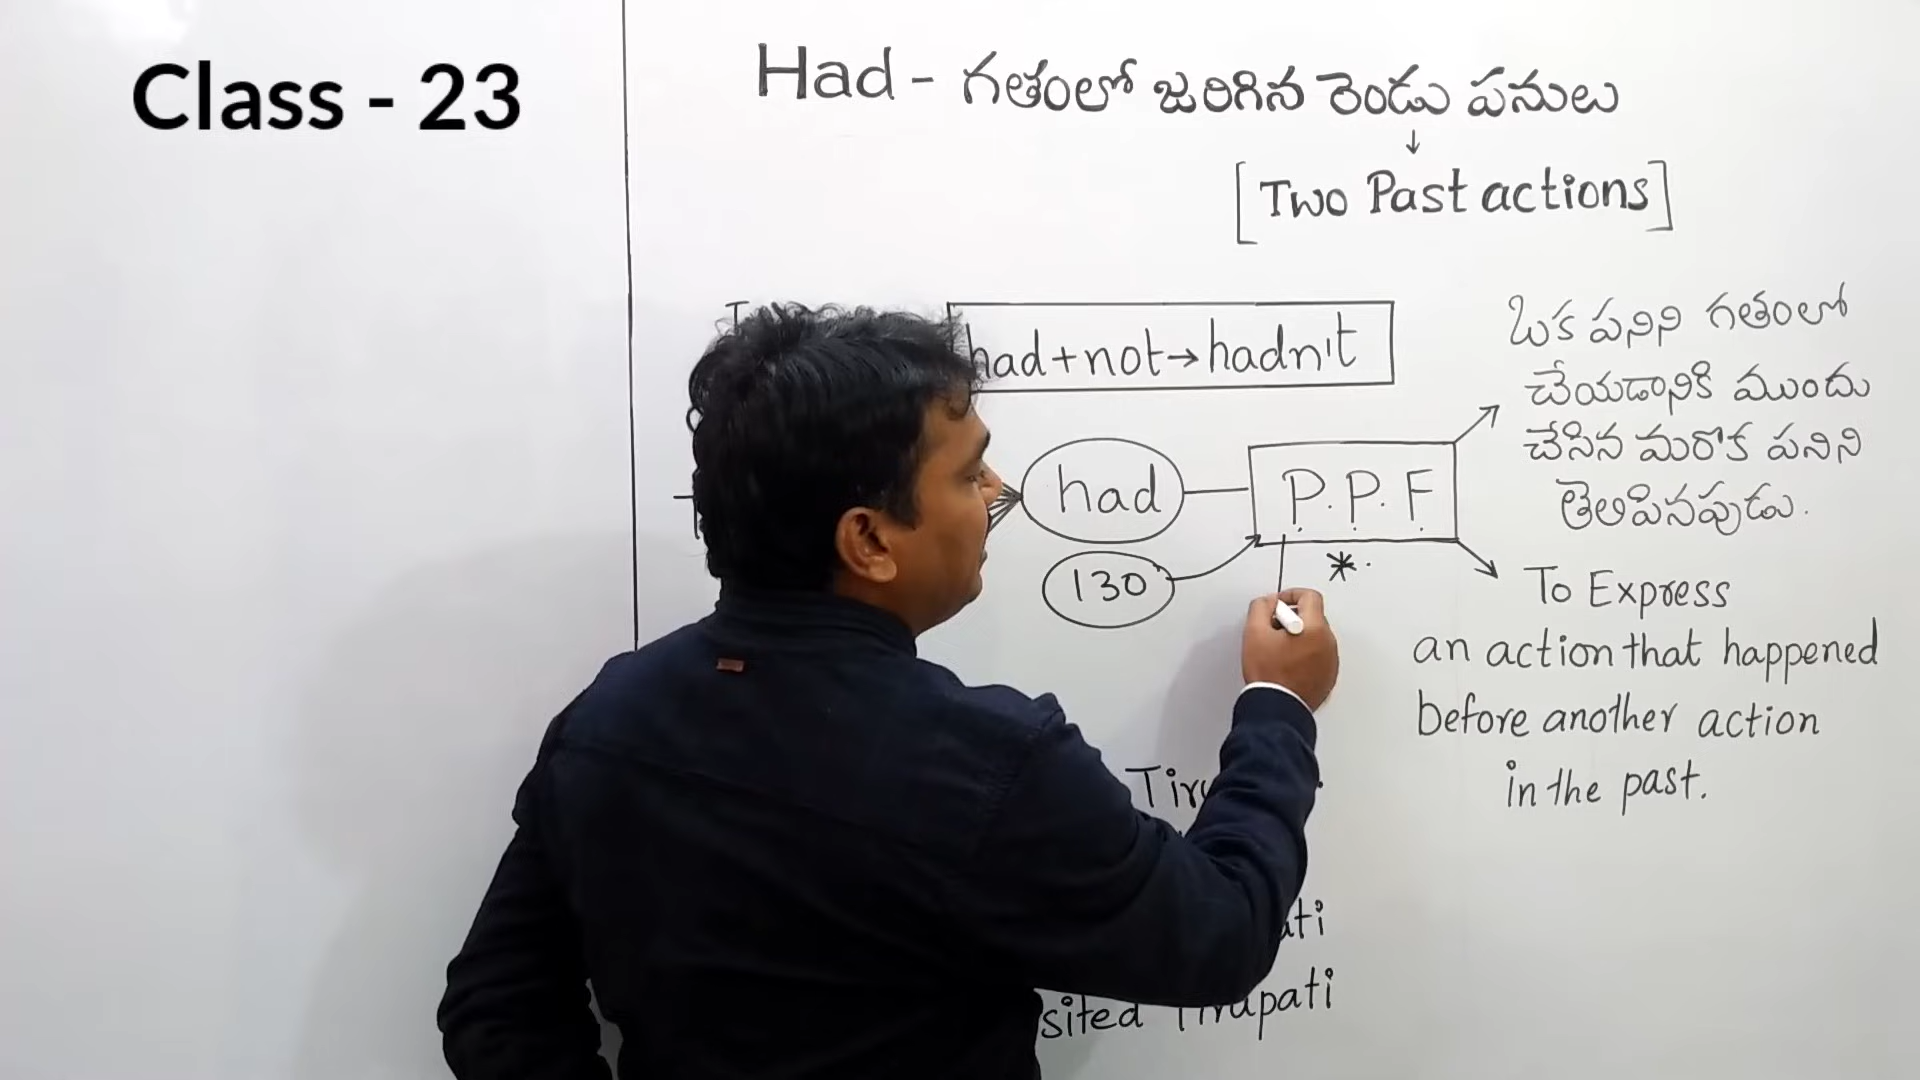 Class - 23
Had - గతంలో జరిగిన రెండు పనులు
↓
[Two Past actions]
had+not→hadn't
ఒక పనిని గతంలో
చేయడానికి ముందు
చేసిన మరొక పనిని
తెలిపినపుడు.
had
P.P.F
130
*
To Express
an action that happened
before another action
in the past.
Tirupati